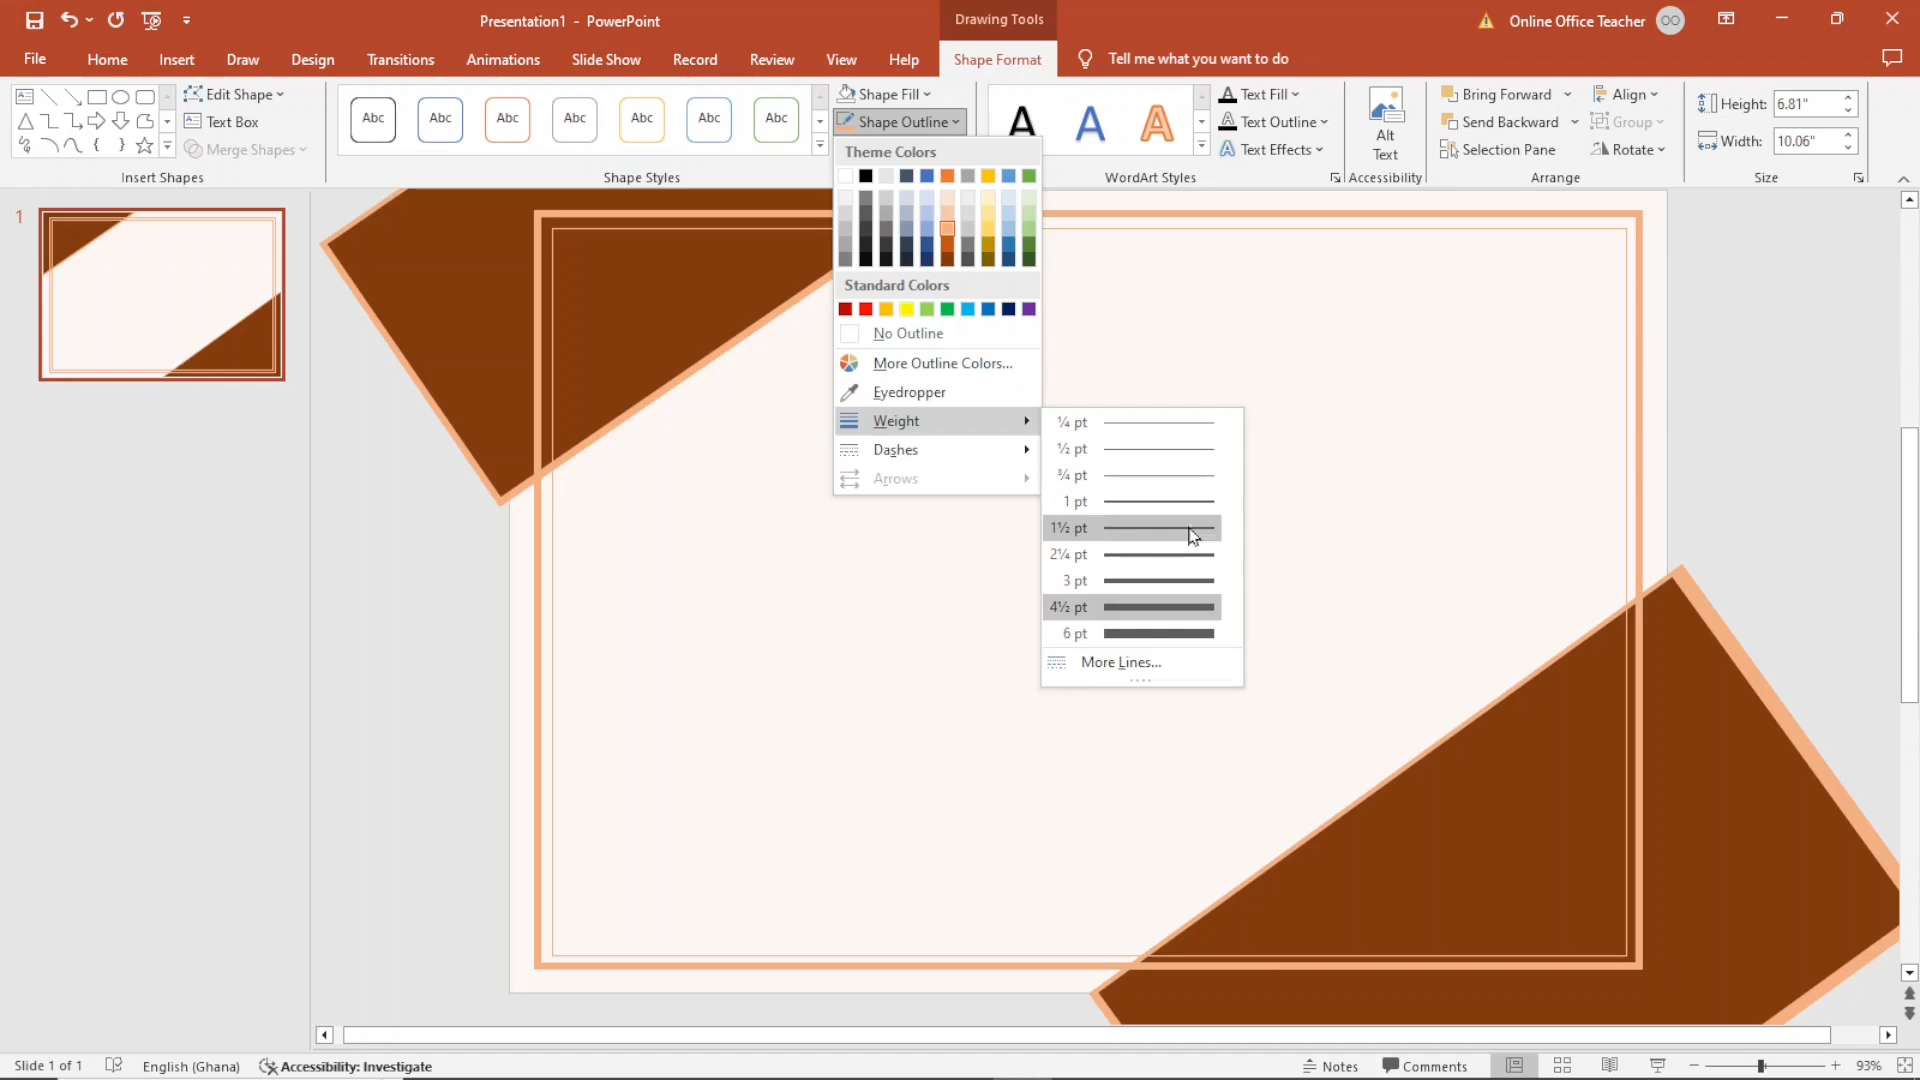 Presentation1 - PowerPoint
Drawing Tools
Online Office Teacher
OO
File
Home
Insert
Draw
Design
Transitions
Animations
Slide Show
Record
Review
View
Help
Shape Format
Tell me what you want to do
Edit Shape
Text Box
Merge Shapes
Insert Shapes
Abc
Abc
Abc
Abc
Abc
Abc
Abc
Shape Styles
Shape Fill
Shape Outline
A
A
A
WordArt Styles
Text Fill
Text Outline
Text Effects
Alt
Text
Accessibility
Bring Forward
Send Backward
Selection Pane
Align
Group
Rotate
Arrange
Height: 6.81"
Width: 10.06"
Size
1
Theme Colors
Standard Colors
No Outline
More Outline Colors...
Eyedropper
Weight
Dashes
Arrows
¼ pt
½ pt
¾ pt
1 pt
1½ pt
2¼ pt
3 pt
4½ pt
6 pt
More Lines...
Slide 1 of 1
English (Ghana)
Accessibility: Investigate
Notes
Comments
93%